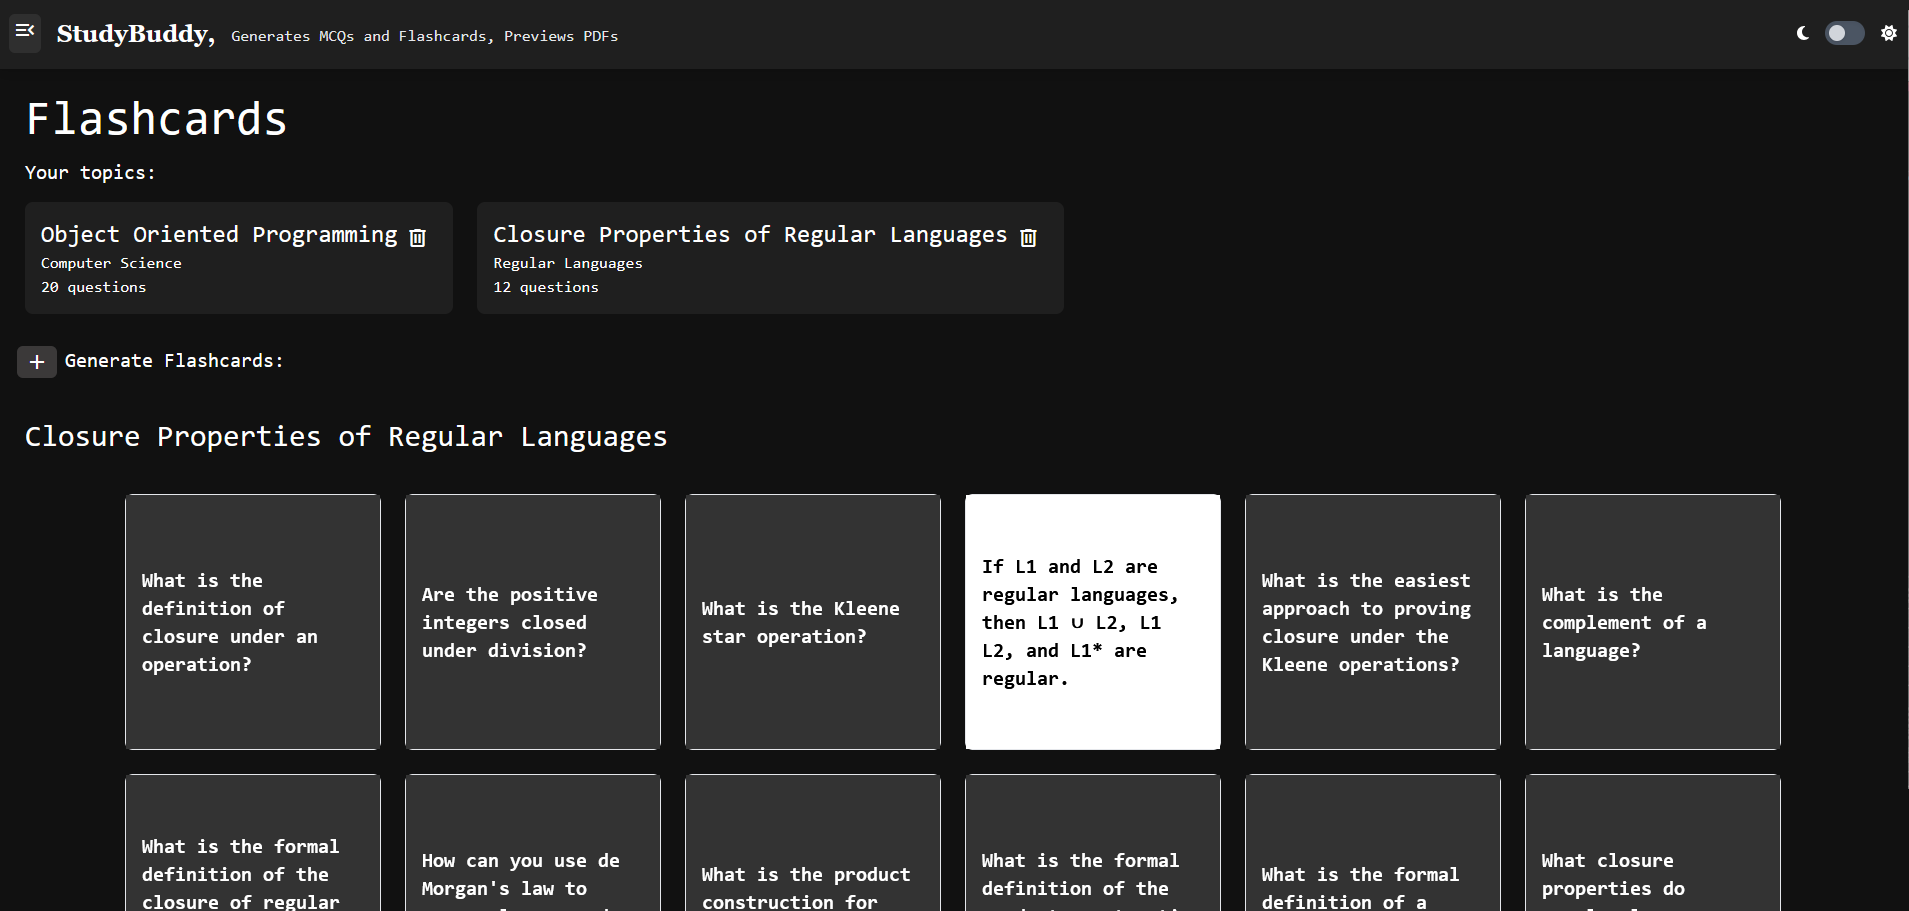 StudyBuddy, Generates MCQs and Flashcards, Previews PDFs
Flashcards
Your topics:
Object Oriented Programming
Computer Science
20 questions
Closure Properties of Regular Languages
Regular Languages
12 questions
+ Generate Flashcards:
Closure Properties of Regular Languages
What is the
definition of
closure under an
operation?
Are the positive
integers closed
under division?
What is the Kleene
star operation?
If L1 and L2 are
regular languages,
then L1 ∪ L2, L1
L2, and L1* are
regular.
What is the easiest
approach to proving
closure under the
Kleene operations?
What is the
complement of a
language?
What is the formal
definition of the
closure of regular
How can you use de
Morgan's law to
What is the product
construction for
What is the formal
definition of the
What is the formal
definition of a
What closure
properties do